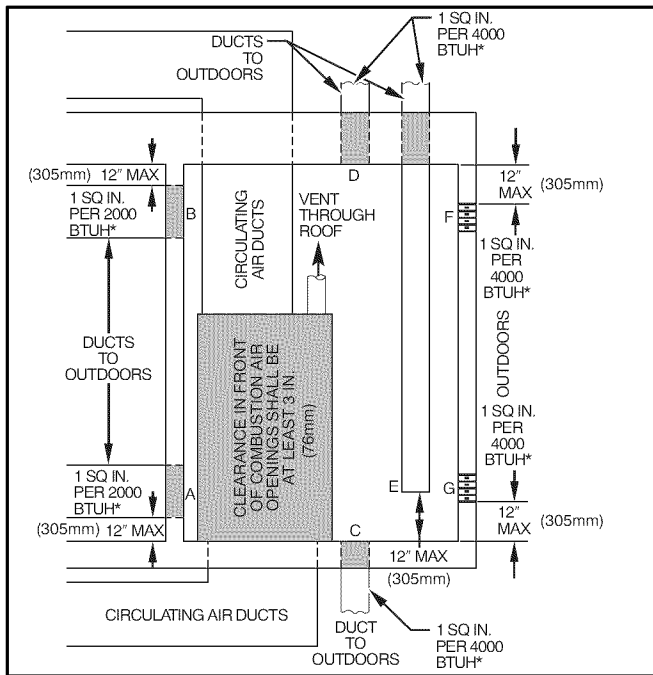 1 SQ IN.
PER 4000
BTUH*
DUCTS
TO
OUTDOORS
(305mm)
12" MAX
1 SQ IN.
PER 2000
BTUH*
B
DUCTS
TO
OUTDOORS
1 SQ IN.
PER 2000
BTUH*
A
(305mm)
12" MAX
CIRCULATING
AIR DUCTS
VENT
THROUGH
ROOF
D
CLEARANCE IN FRONT
OF COMBUSTION AIR
OPENINGS SHALL BE
AT LEAST 3 IN.
(76mm)
E
C
12" MAX
(305mm)
12"
MAX
(305mm)
F
1 SQ IN.
PER
4000
BTUH*
OUTDOORS
1 SQ IN.
PER
4000
BTUH*
G
12"
MAX
(305mm)
CIRCULATING AIR DUCTS
DUCT
TO
OUTDOORS
1 SQ IN.
PER 4000
BTUH*